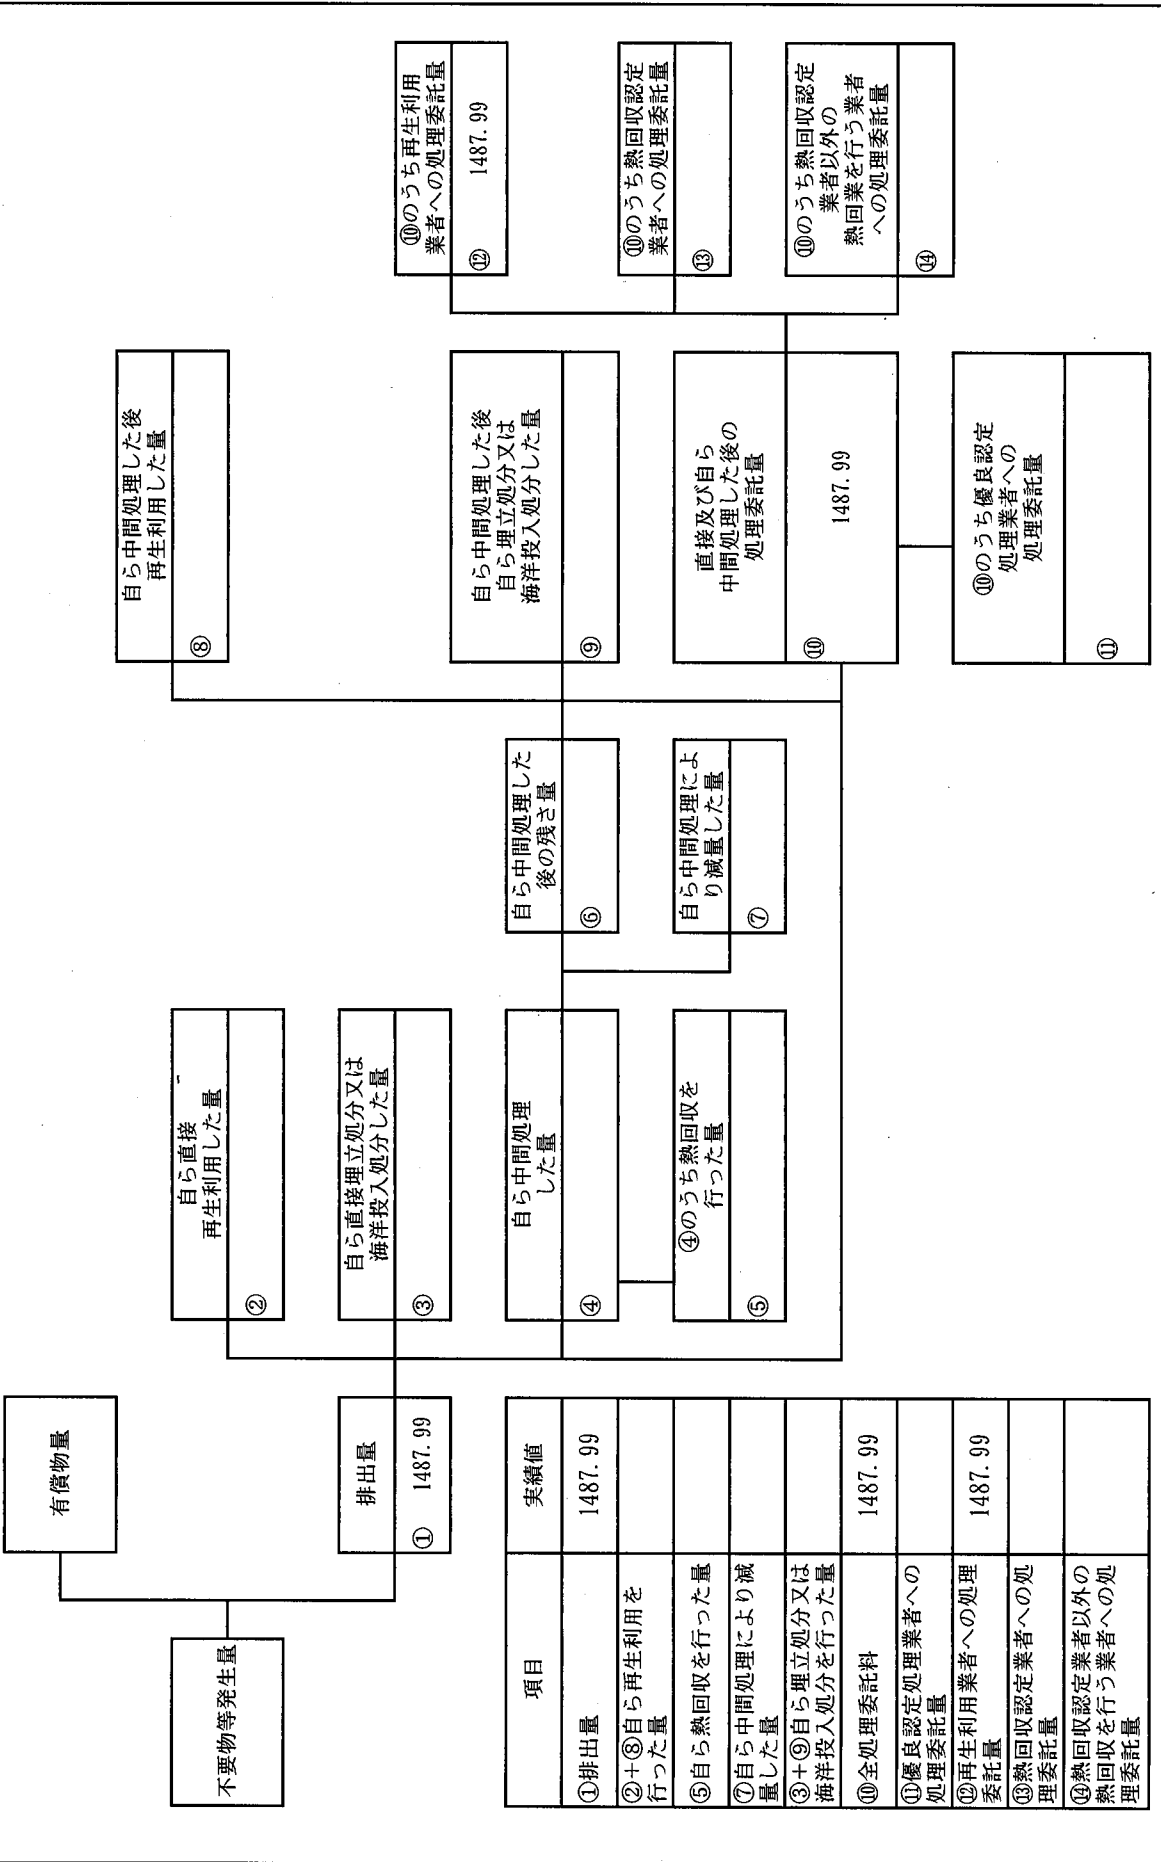 不要物等発生量
有償物量
排出量
① 1487.99
自ら直接
再生利用した量
②
自ら直接埋立処分又は
海洋投入処分した量
③
自ら中間処理
した量
④
④のうち熱回収を
行った量
⑤
自ら中間処理した
後の残さ量
⑥
自ら中間処理によ
り減量した量
⑦
自ら中間処理した後
再生利用した量
⑧
自ら中間処理した後
自ら埋立処分又は
海洋投入処分した量
⑨
直接及び自ら
中間処理した後の
処理委託量
⑩ 1487.99
⑩のうち優良認定
処理業者への
処理委託量
⑪
⑩のうち再生利用
業者への処理委託量
⑫ 1487.99
⑩のうち熱回収認定
業者への処理委託量
⑬
⑩のうち熱回収認定
業者以外の
熱回業を行う業者
への処理委託量
⑭
項目 実績値
①排出量 1487.99
②+⑧自ら再生利用を
行った量
⑤自ら熱回収を行った量
⑦自ら中間処理により減
量した量
③+⑨自ら埋立処分又は
海洋投入処分を行った量
⑩全処理委託料 1487.99
⑪優良認定処理業者への
処理委託量
⑫再生利用業者への処理
委託量 1487.99
⑬熱回収認定業者への処
理委託量
⑭熱回収認定業者以外の
熱回収を行う業者への処
理委託量